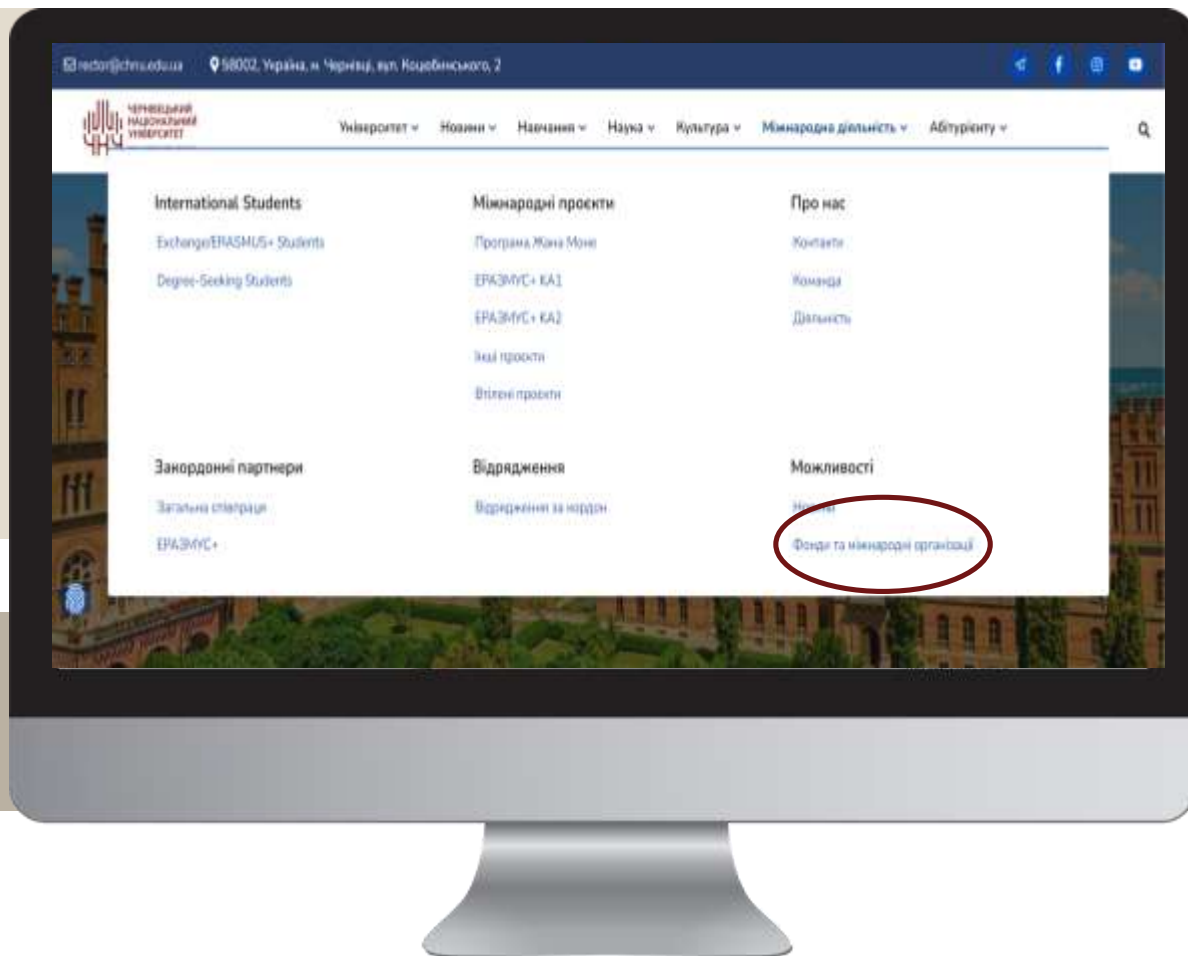 rector@chnu.edu.ua 58002, Україна, м. Чернівці, вул. Коцюбинського, 2
ЧЕРНІВЕЦЬКИЙ
НАЦІОНАЛЬНИЙ
УНІВЕРСИТЕТ
Університет Новини Навчання Наука Культура Міжнародна діяльність Абітурієнту
International Students
Exchange/ERASMUS+ Students
Degree-Seeking Students
Міжнародні проєкти
Програма Жана Моне
ЕРАЗМУС+ КА1
ЕРАЗМУС+ КА2
Інші проєкти
Втілені проєкти
Про нас
Контакти
Команда
Діяльність
Закордонні партнери
Загальна співпраця
ЕРАЗМУС+
Відрядження
Відрядження за кордон
Можливості
Новини
Фонди та міжнародні організації